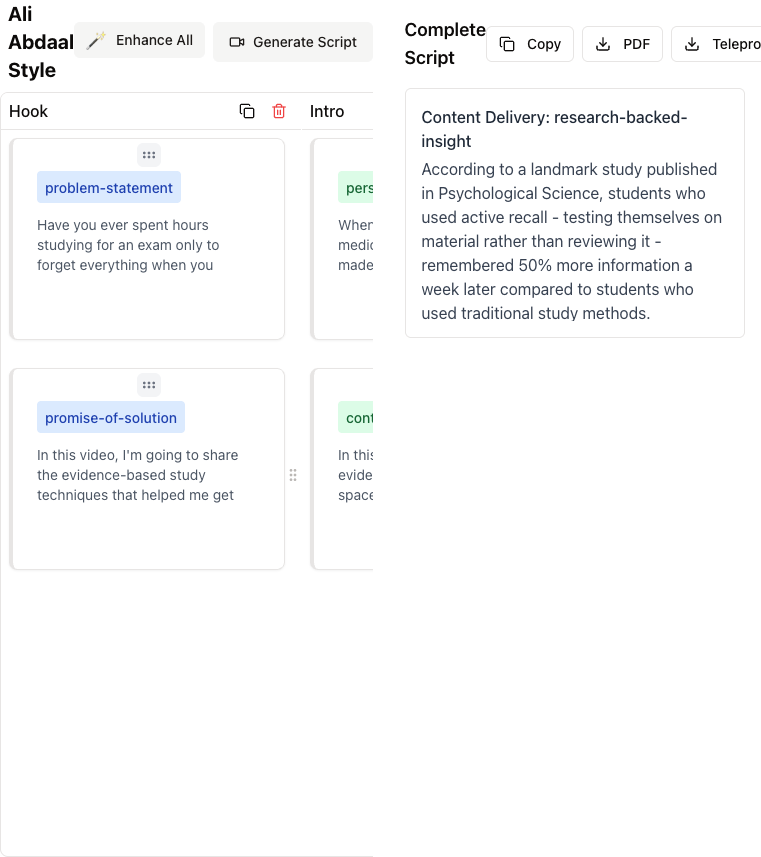 Ali
Abdaal
Style
Enhance All
Generate Script
Hook
Intro
problem-statement
Have you ever spent hours
studying for an exam only to
forget everything when you
promise-of-solution
In this video, I'm going to share
the evidence-based study
techniques that helped me get
pers
When
medic
made
cont
In this
evide
space
Complete
Script
Copy
PDF
Telepro
Content Delivery: research-backed-
insight
According to a landmark study published
in Psychological Science, students who
used active recall - testing themselves on
material rather than reviewing it -
remembered 50% more information a
week later compared to students who
used traditional study methods.